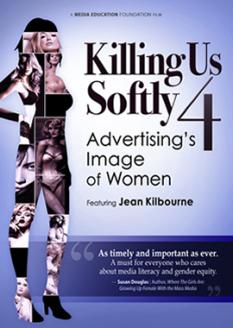 A MEDIA EDUCATION FOUNDATION FILM
Killing Us
Softly 4
Advertising's
Image
of Women
Featuring Jean Kilbourne
“ As timely and important as ever.
A must for everyone who cares
about media literacy and gender equity.
— Susan Douglas | Author, Where The Girls Are:
Growing Up Female With the Mass Media ”